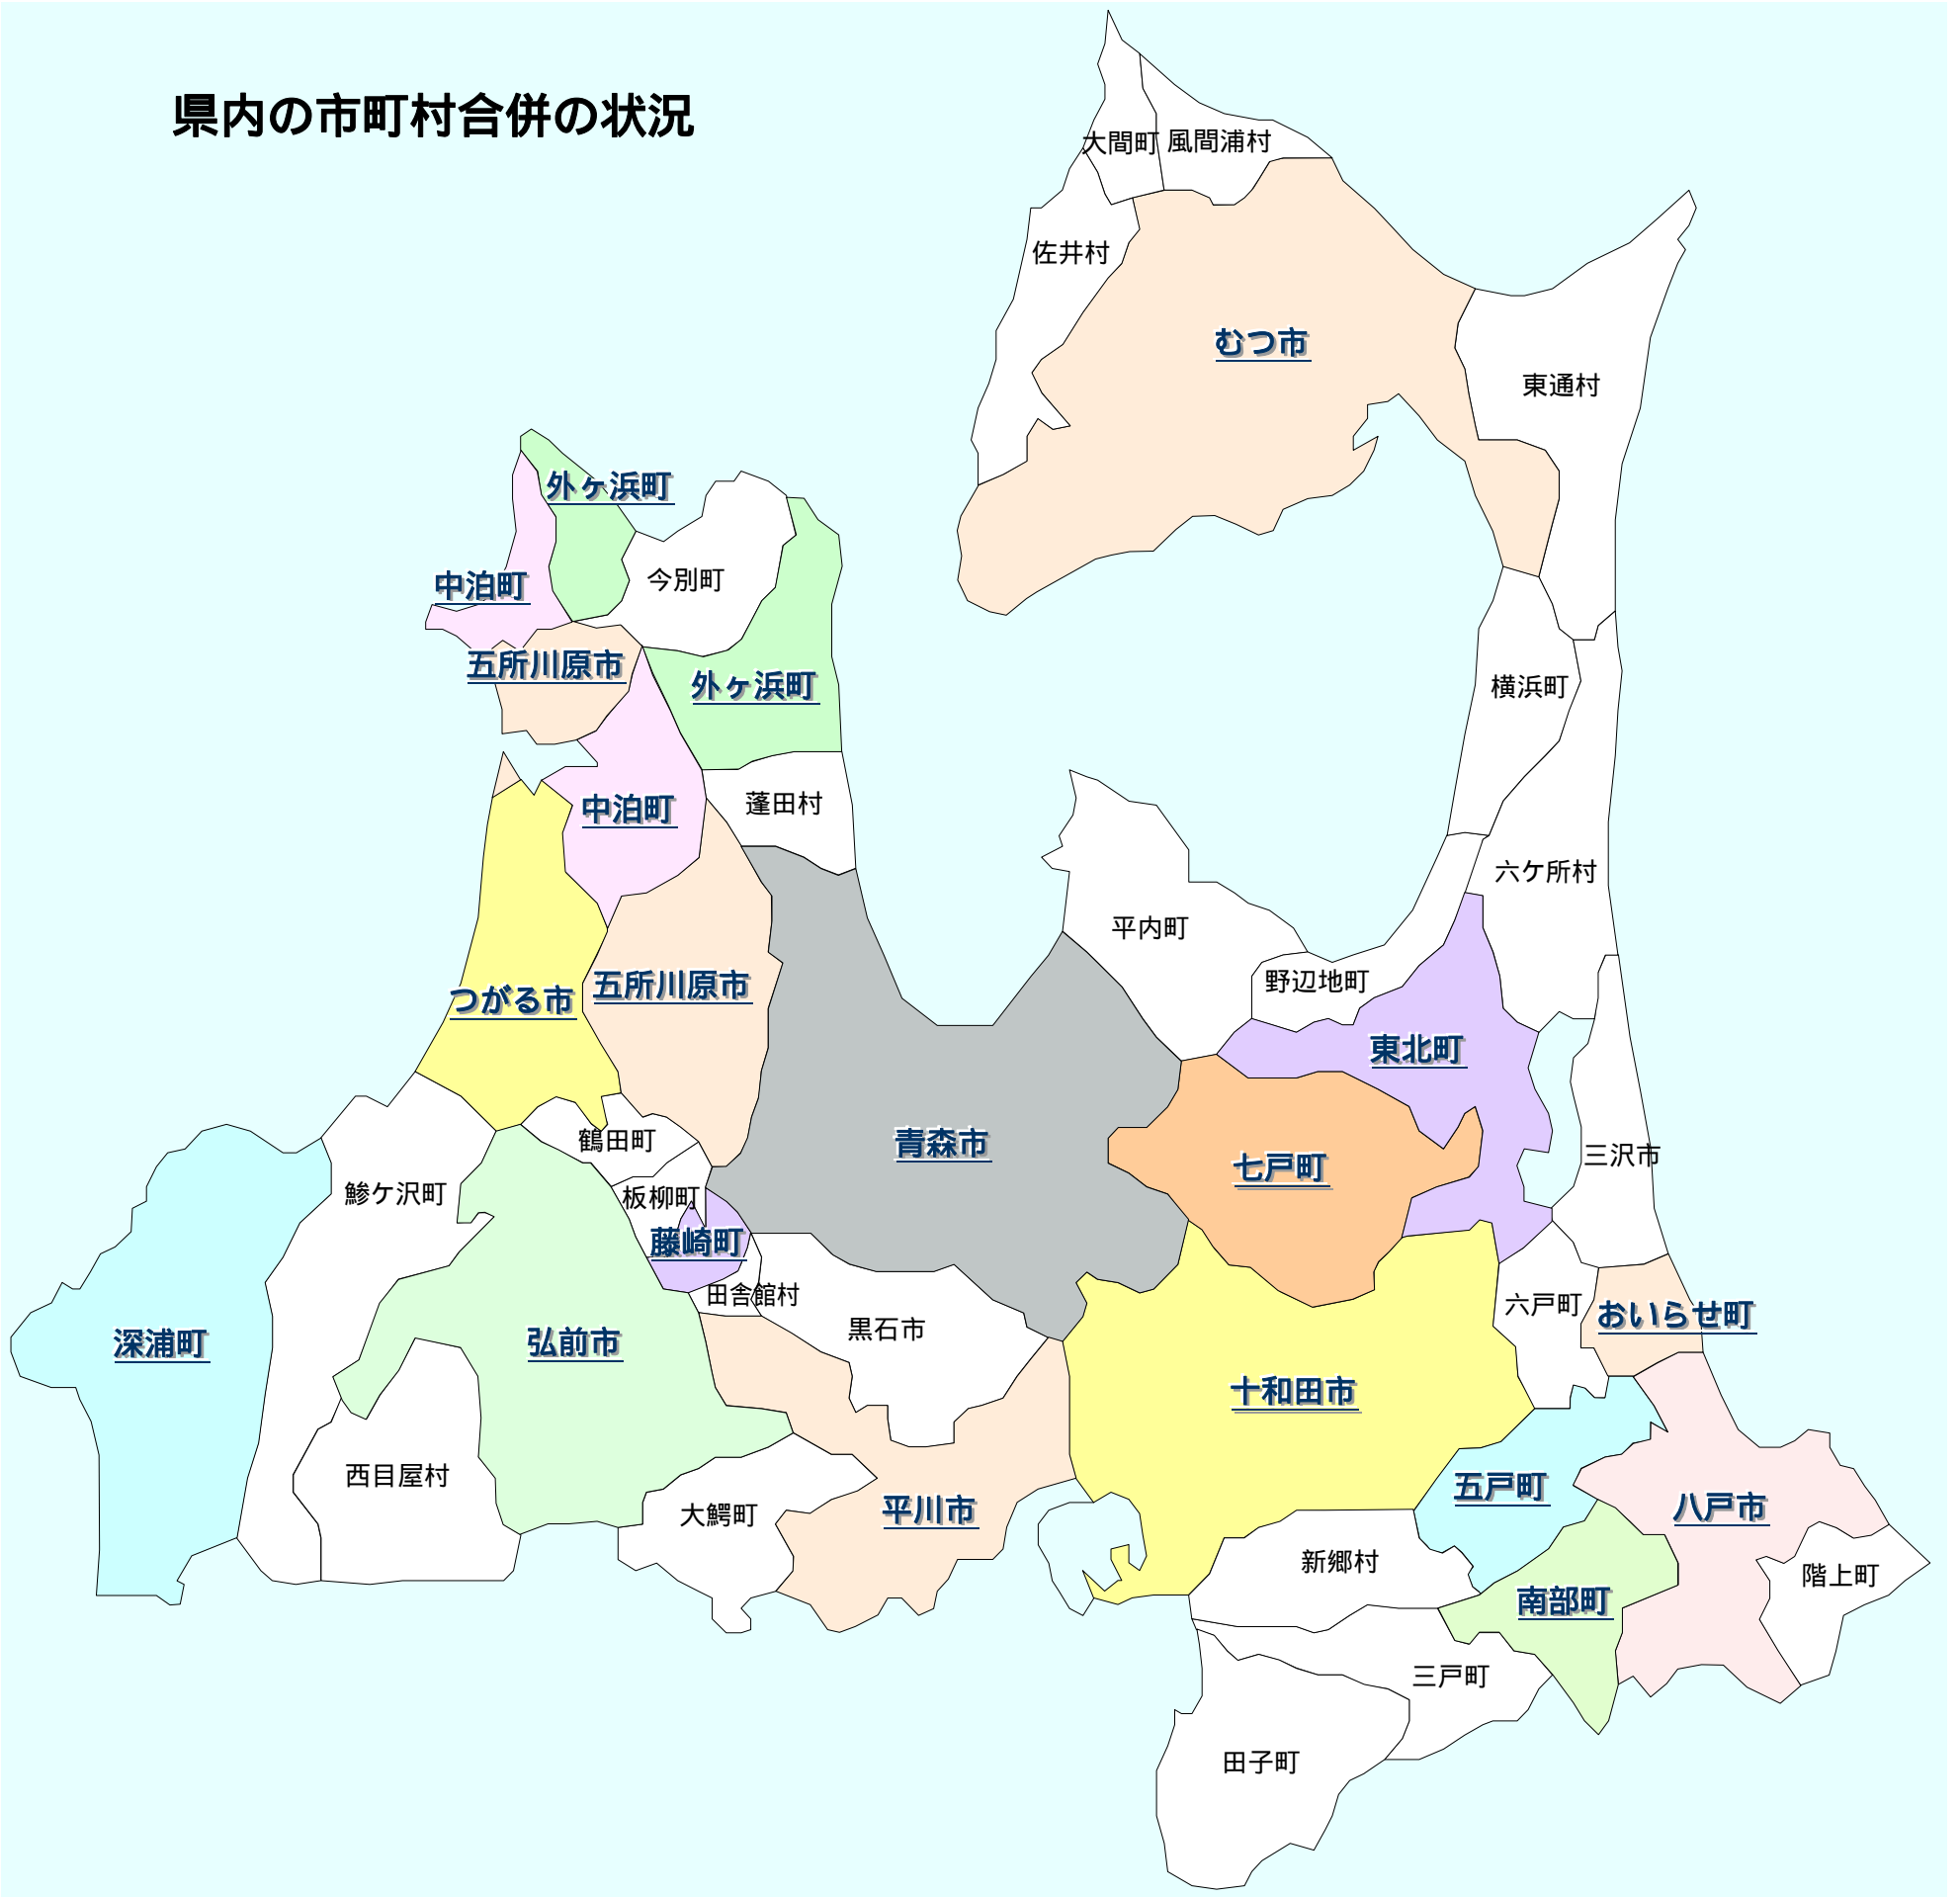 県内の市町村合併の状況
大間町
風間浦村
佐井村
むつ市
東通村
外ヶ浜町
今別町
中泊町
五所川原市
外ヶ浜町
横浜町
中泊町
蓬田村
六ケ所村
平内町
野辺地町
五所川原市
つがる市
東北町
鶴田町
青森市
三沢市
七戸町
鰺ケ沢町
板柳町
藤崎町
田舎館村
六戸町
おいらせ町
黒石市
深浦町
弘前市
十和田市
西目屋村
五戸町
大鰐町
平川市
八戸市
新郷村
階上町
南部町
三戸町
田子町